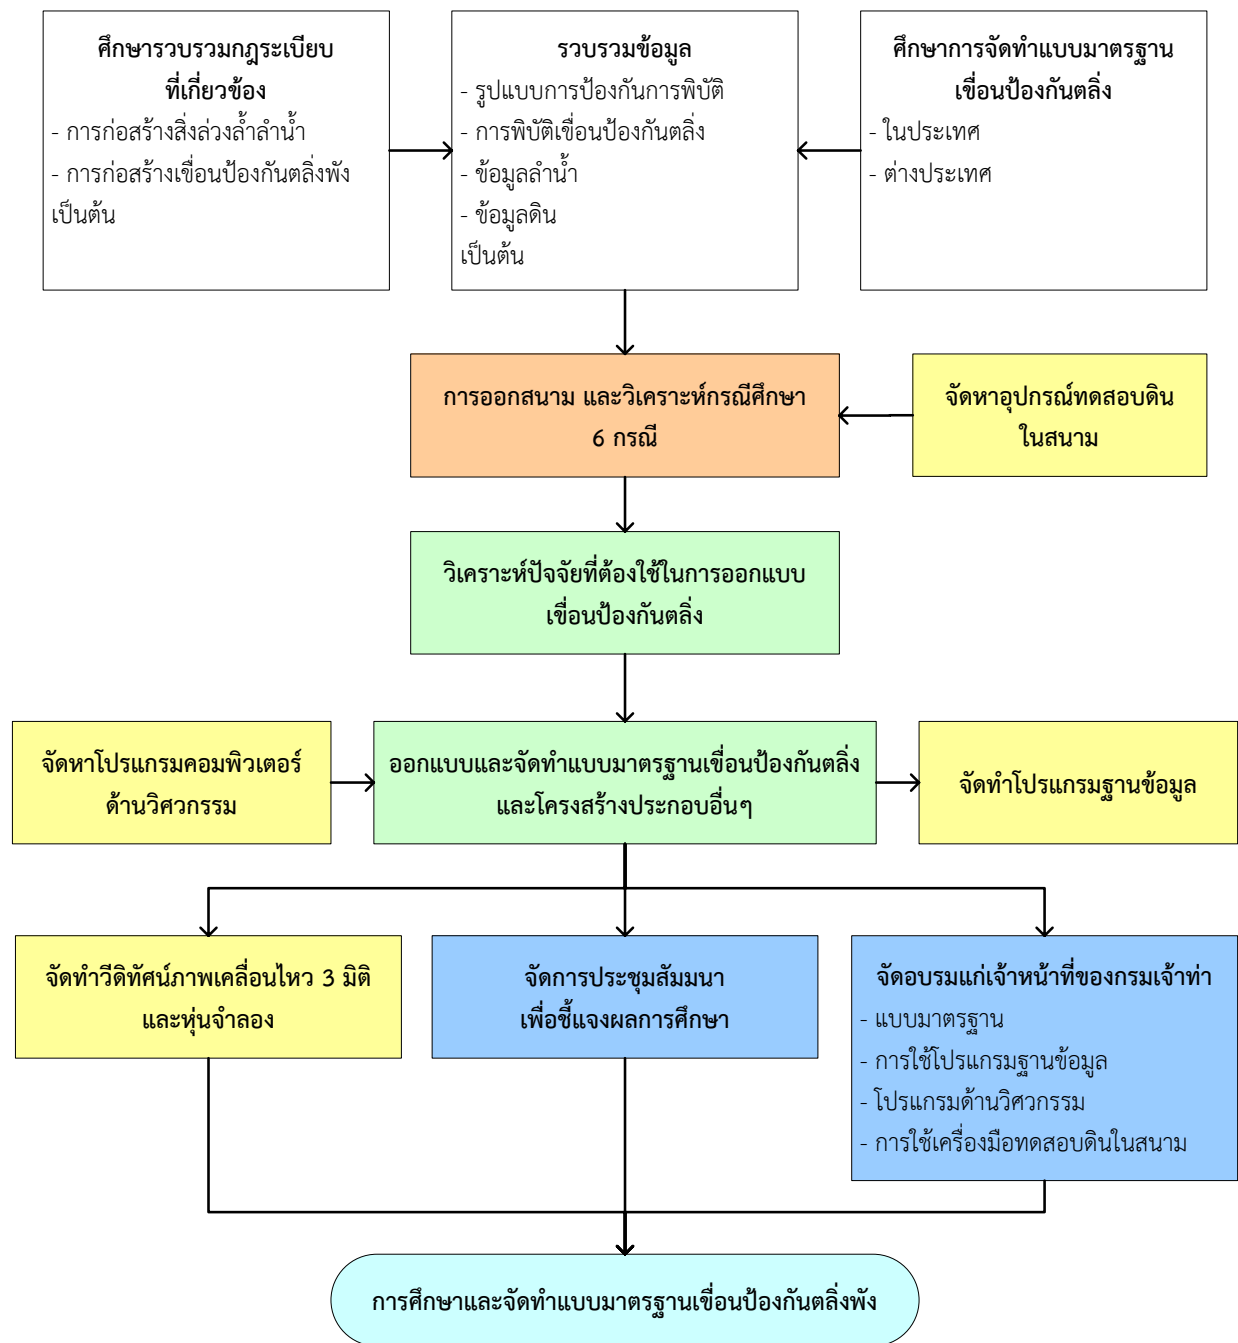 ศึกษารวบรวมกฎระเบียบ
ที่เกี่ยวข้อง
- การก่อสร้างสิ่งล่วงล้ำลำน้ำ
- การก่อสร้างเขื่อนป้องกันตลิ่งพัง
เป็นต้น
รวบรวมข้อมูล
- รูปแบบการป้องกันการพิบัติ
- การพิบัติเขื่อนป้องกันตลิ่ง
- ข้อมูลลำน้ำ
- ข้อมูลดิน
เป็นต้น
ศึกษาการจัดทำแบบมาตรฐาน
เขื่อนป้องกันตลิ่ง
- ในประเทศ
- ต่างประเทศ
การออกสนาม และวิเคราะห์กรณีศึกษา
6 กรณี
จัดหาอุปกรณ์ทดสอบดิน
ในสนาม
วิเคราะห์ปัจจัยที่ต้องใช้ในการออกแบบ
เขื่อนป้องกันตลิ่ง
จัดหาโปรแกรมคอมพิวเตอร์
ด้านวิศวกรรม
ออกแบบและจัดทำแบบมาตรฐานเขื่อนป้องกันตลิ่ง
และโครงสร้างประกอบอื่นๆ
จัดทำโปรแกรมฐานข้อมูล
จัดทำวีดิทัศน์ภาพเคลื่อนไหว 3 มิติ
และหุ่นจำลอง
จัดการประชุมสัมมนา
เพื่อชี้แจงผลการศึกษา
จัดอบรมแก่เจ้าหน้าที่ของกรมเจ้าท่า
- แบบมาตรฐาน
- การใช้โปรแกรมฐานข้อมูล
- โปรแกรมด้านวิศวกรรม
- การใช้เครื่องมือทดสอบดินในสนาม
การศึกษาและจัดทำแบบมาตรฐานเขื่อนป้องกันตลิ่งพัง